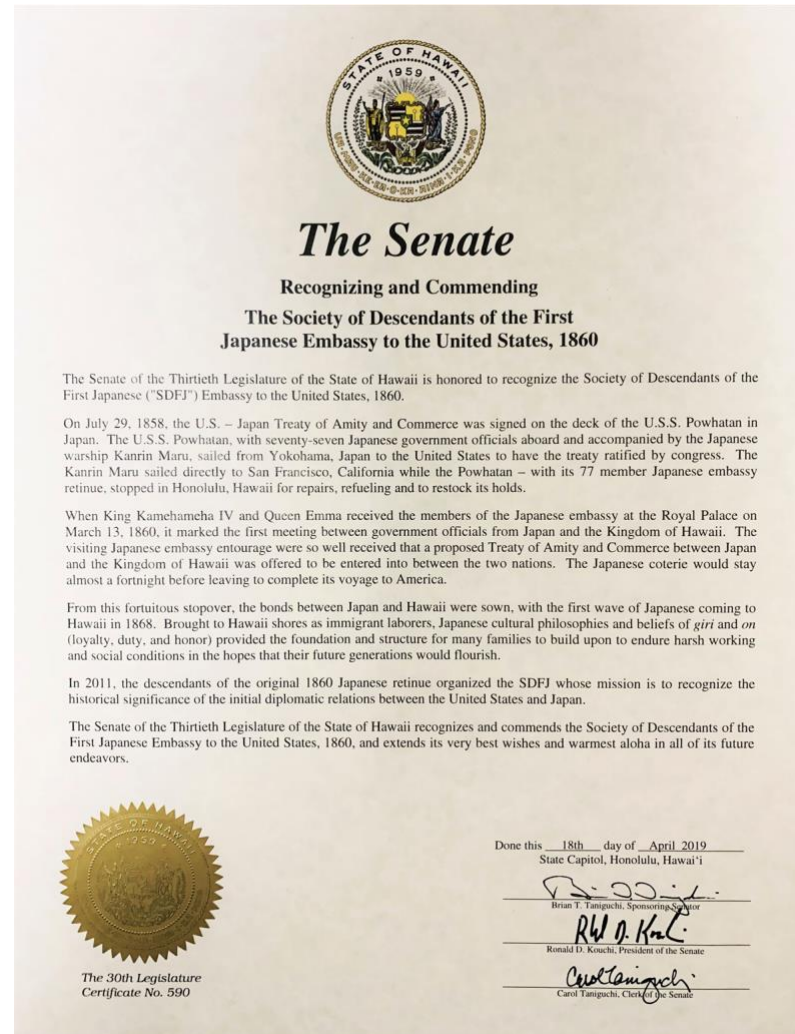 STATE OF HAWAII
1959
The Senate
Recognizing and Commending
The Society of Descendants of the First
Japanese Embassy to the United States, 1860
The Senate of the Thirtieth Legislature of the State of Hawaii is honored to recognize the Society of Descendants of the
First Japanese ("SDFJ") Embassy to the United States, 1860.
On July 29, 1858, the U.S. – Japan Treaty of Amity and Commerce was signed on the deck of the U.S.S. Powhatan in
Japan. The U.S.S. Powhatan, with seventy-seven Japanese government officials aboard and accompanied by the Japanese
warship Kanrin Maru, sailed from Yokohama, Japan to the United States to have the treaty ratified by congress. The
Kanrin Maru sailed directly to San Francisco, California while the Powhatan – with its 77 member Japanese embassy
retinue, stopped in Honolulu, Hawaii for repairs, refueling and to restock its holds.
When King Kamehameha IV and Queen Emma received the members of the Japanese embassy at the Royal Palace on
March 13, 1860, it marked the first meeting between government officials from Japan and the Kingdom of Hawaii. The
visiting Japanese embassy entourage were so well received that a proposed Treaty of Amity and Commerce between Japan
and the Kingdom of Hawaii was offered to be entered into between the two nations. The Japanese coterie would stay
almost a fortnight before leaving to complete its voyage to America.
From this fortuitous stopover, the bonds between Japan and Hawaii were sown, with the first wave of Japanese coming to
Hawaii in 1868. Brought to Hawaii shores as immigrant laborers, Japanese cultural philosophies and beliefs of giri and on
(loyalty, duty, and honor) provided the foundation and structure for many families to build upon to endure harsh working
and social conditions in the hopes that their future generations would flourish.
In 2011, the descendants of the original 1860 Japanese retinue organized the SDFJ whose mission is to recognize the
historical significance of the initial diplomatic relations between the United States and Japan.
The Senate of the Thirtieth Legislature of the State of Hawaii recognizes and commends the Society of Descendants of the
First Japanese Embassy to the United States, 1860, and extends its very best wishes and warmest aloha in all of its future
endeavors.
STATE OF HAWAII
1959
Done this 18th day of April 2019
State Capitol, Honolulu, Hawai‘i
Brian T. Taniguchi, Sponsoring Senator
Ronald D. Kouchi, President of the Senate
Carol Taniguchi
Carol Taniguchi, Clerk of the Senate
The 30th Legislature
Certificate No. 590